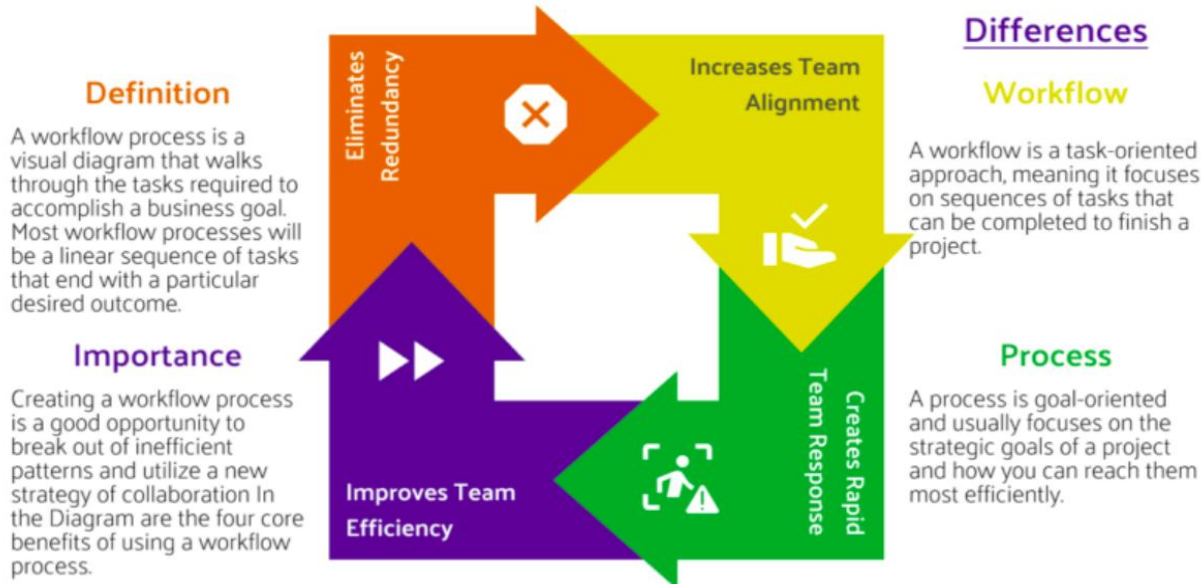 Definition
A workflow process is a
visual diagram that walks
through the tasks required to
accomplish a business goal.
Most workflow processes will
be a linear sequence of tasks
that end with a particular
desired outcome.
Importance
Creating a workflow process
is a good opportunity to
break out of inefficient
patterns and utilize a new
strategy of collaboration In
the Diagram are the four core
benefits of using a workflow
process.
Eliminates
Redundancy
Increases Team
Alignment
Creates Rapid
Team Response
Improves Team
Efficiency
Differences
Workflow
A workflow is a task-oriented
approach, meaning it focuses
on sequences of tasks that
can be completed to finish a
project.
Process
A process is goal-oriented
and usually focuses on the
strategic goals of a project
and how you can reach them
most efficiently.